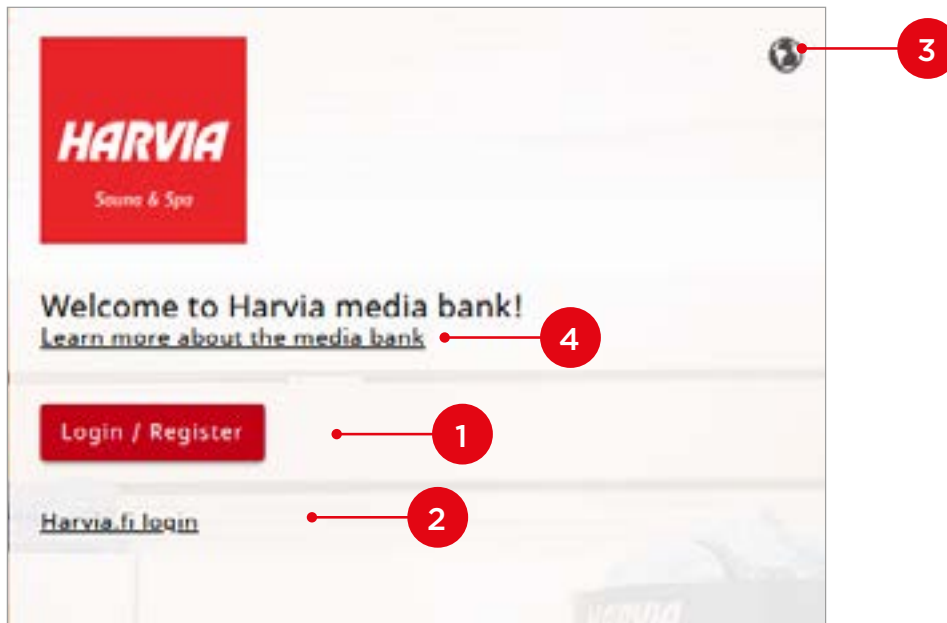 3
HARVIA
Sauna & Spa
Welcome to Harvia media bank!
Learn more about the media bank
4
Login / Register
1
Harvia.fi login
2
HARVIA